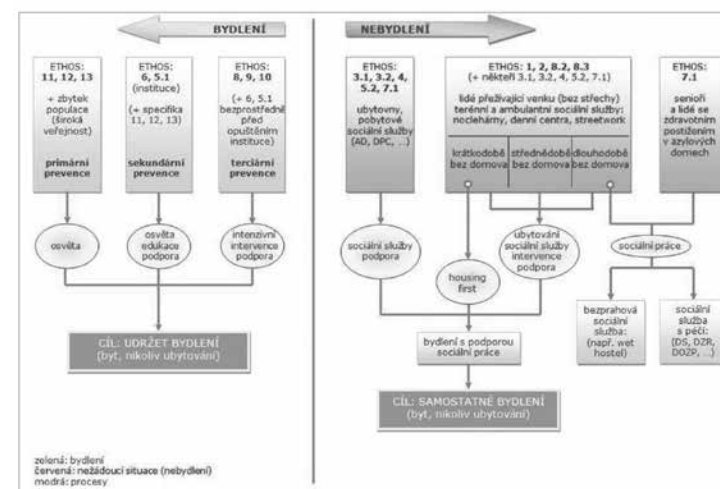 BYDLENÍ
NEBYDLENÍ
ETHOS:
11, 12, 13
+ zbytek
populace
(široká
veřejnost)
primární
prevence
ETHOS:
6, 5.1
(instituce)
(+ specifika
11, 12, 13)
sekundární
prevence
ETHOS:
8, 9, 10
(+ 6, 5.1
bezprostředně
před
opuštěním
instituce)
terciární
prevence
ETHOS:
3.1, 3.2, 4,
5.2, 7.1
ubytovny,
pobytové
sociální služby
(AD, DPC, ...)
ETHOS: 1, 2, 8.2, 8.3
(+ někteří 3.1, 3.2, 4, 5.2, 7.1)
lidé přežívající venku (bez střechy)
terénní a ambulantní sociální služby:
noclehárny, denní centra, streetwork
krátkodobě
bez domova
střednědobě
bez domova
dlouhodobě
bez domova
ETHOS:
7.1
senioři
a lidé se
zdravotním
postižením
v azylových
domech
osvěta
osvěta
edukace
podpora
intenzivní
intervence
podpora
sociální služby
podpora
housing
first
ubytování
sociální služby
intervence
podpora
sociální práce
CÍL: UDRŽET BYDLENÍ
(byt, nikoliv ubytování)
bydlení s podporou
sociální práce
bezprahová
sociální
služba:
(např. wet
hostel)
sociální
služba
s péčí:
(DS, DZR,
DOZP, ...)
CÍL: SAMOSTATNÉ BYDLENÍ
(byt, nikoliv ubytování)
zelená: bydlení
červená: nežádoucí situace (nebydlení)
modrá: procesy